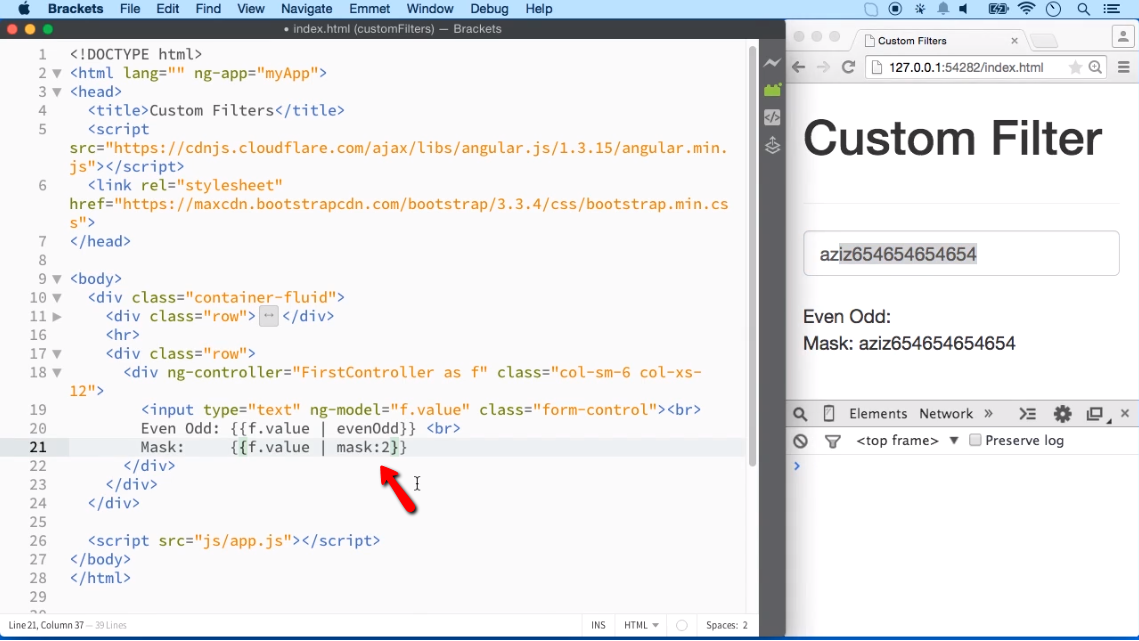 Brackets File Edit Find View Navigate Emmet Window Debug Help
• index.html (customFilters) — Brackets
1 <!DOCTYPE html>
2 <html lang="" ng-app="myApp">
3 <head>
4 <title>Custom Filters</title>
5 <script
src="https://cdnjs.cloudflare.com/ajax/libs/angular.js/1.3.15/angular.min.
js"></script>
6 <link rel="stylesheet"
href="https://maxcdn.bootstrapcdn.com/bootstrap/3.3.4/css/bootstrap.min.cs
s">
7 </head>
8
9 <body>
10 <div class="container-fluid">
11 <div class="row"> </div>
16 <hr>
17 <div class="row">
18 <div ng-controller="FirstController as f" class="col-sm-6 col-xs-
12">
19 <input type="text" ng-model="f.value" class="form-control"><br>
20 Even Odd: {{f.value | evenOdd}} <br>
21 Mask: {{f.value | mask:2}}
22 </div>
23 </div>
24 </div>
25
26 <script src="js/app.js"></script>
27 </body>
28 </html>
29
Line 21, Column 37 — 39 Lines
INS HTML Spaces: 2
Custom Filters
127.0.0.1:54282/index.html
Custom Filter
aziz654654654654
Even Odd:
Mask: aziz654654654654
Elements Network »
<top frame> Preserve log